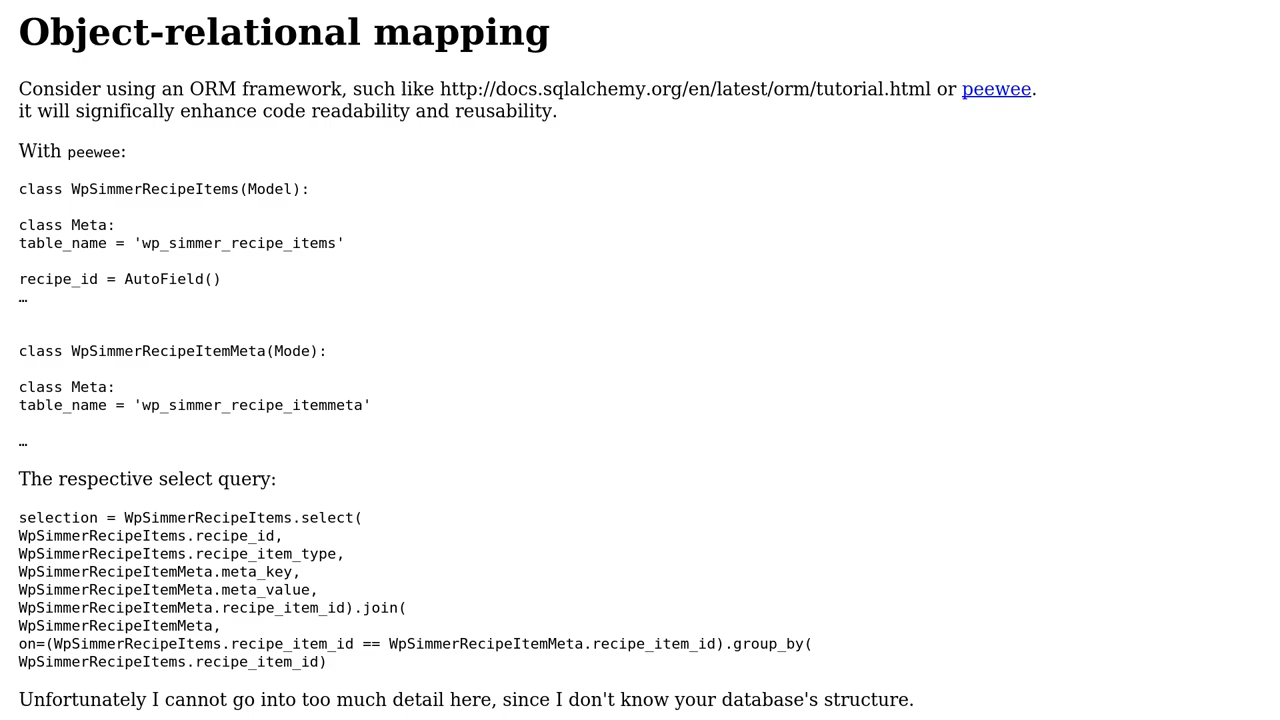 Object-relational mapping
Consider using an ORM framework, such like http://docs.sqlalchemy.org/en/latest/orm/tutorial.html or peewee.
it will significally enhance code readability and reusability.
With peewee:
class WpSimmerRecipeItems(Model):
class Meta:
table_name = 'wp_simmer_recipe_items'
recipe_id = AutoField()
…
class WpSimmerRecipeItemMeta(Mode):
class Meta:
table_name = 'wp_simmer_recipe_itemmeta'
…
The respective select query:
selection = WpSimmerRecipeItems.select(
WpSimmerRecipeItems.recipe_id,
WpSimmerRecipeItems.recipe_item_type,
WpSimmerRecipeItemMeta.meta_key,
WpSimmerRecipeItemMeta.meta_value,
WpSimmerRecipeItemMeta.recipe_item_id).join(
WpSimmerRecipeItemMeta,
on=(WpSimmerRecipeItems.recipe_item_id == WpSimmerRecipeItemMeta.recipe_item_id).group_by(
WpSimmerRecipeItems.recipe_item_id)
Unfortunately I cannot go into too much detail here, since I don't know your database's structure.